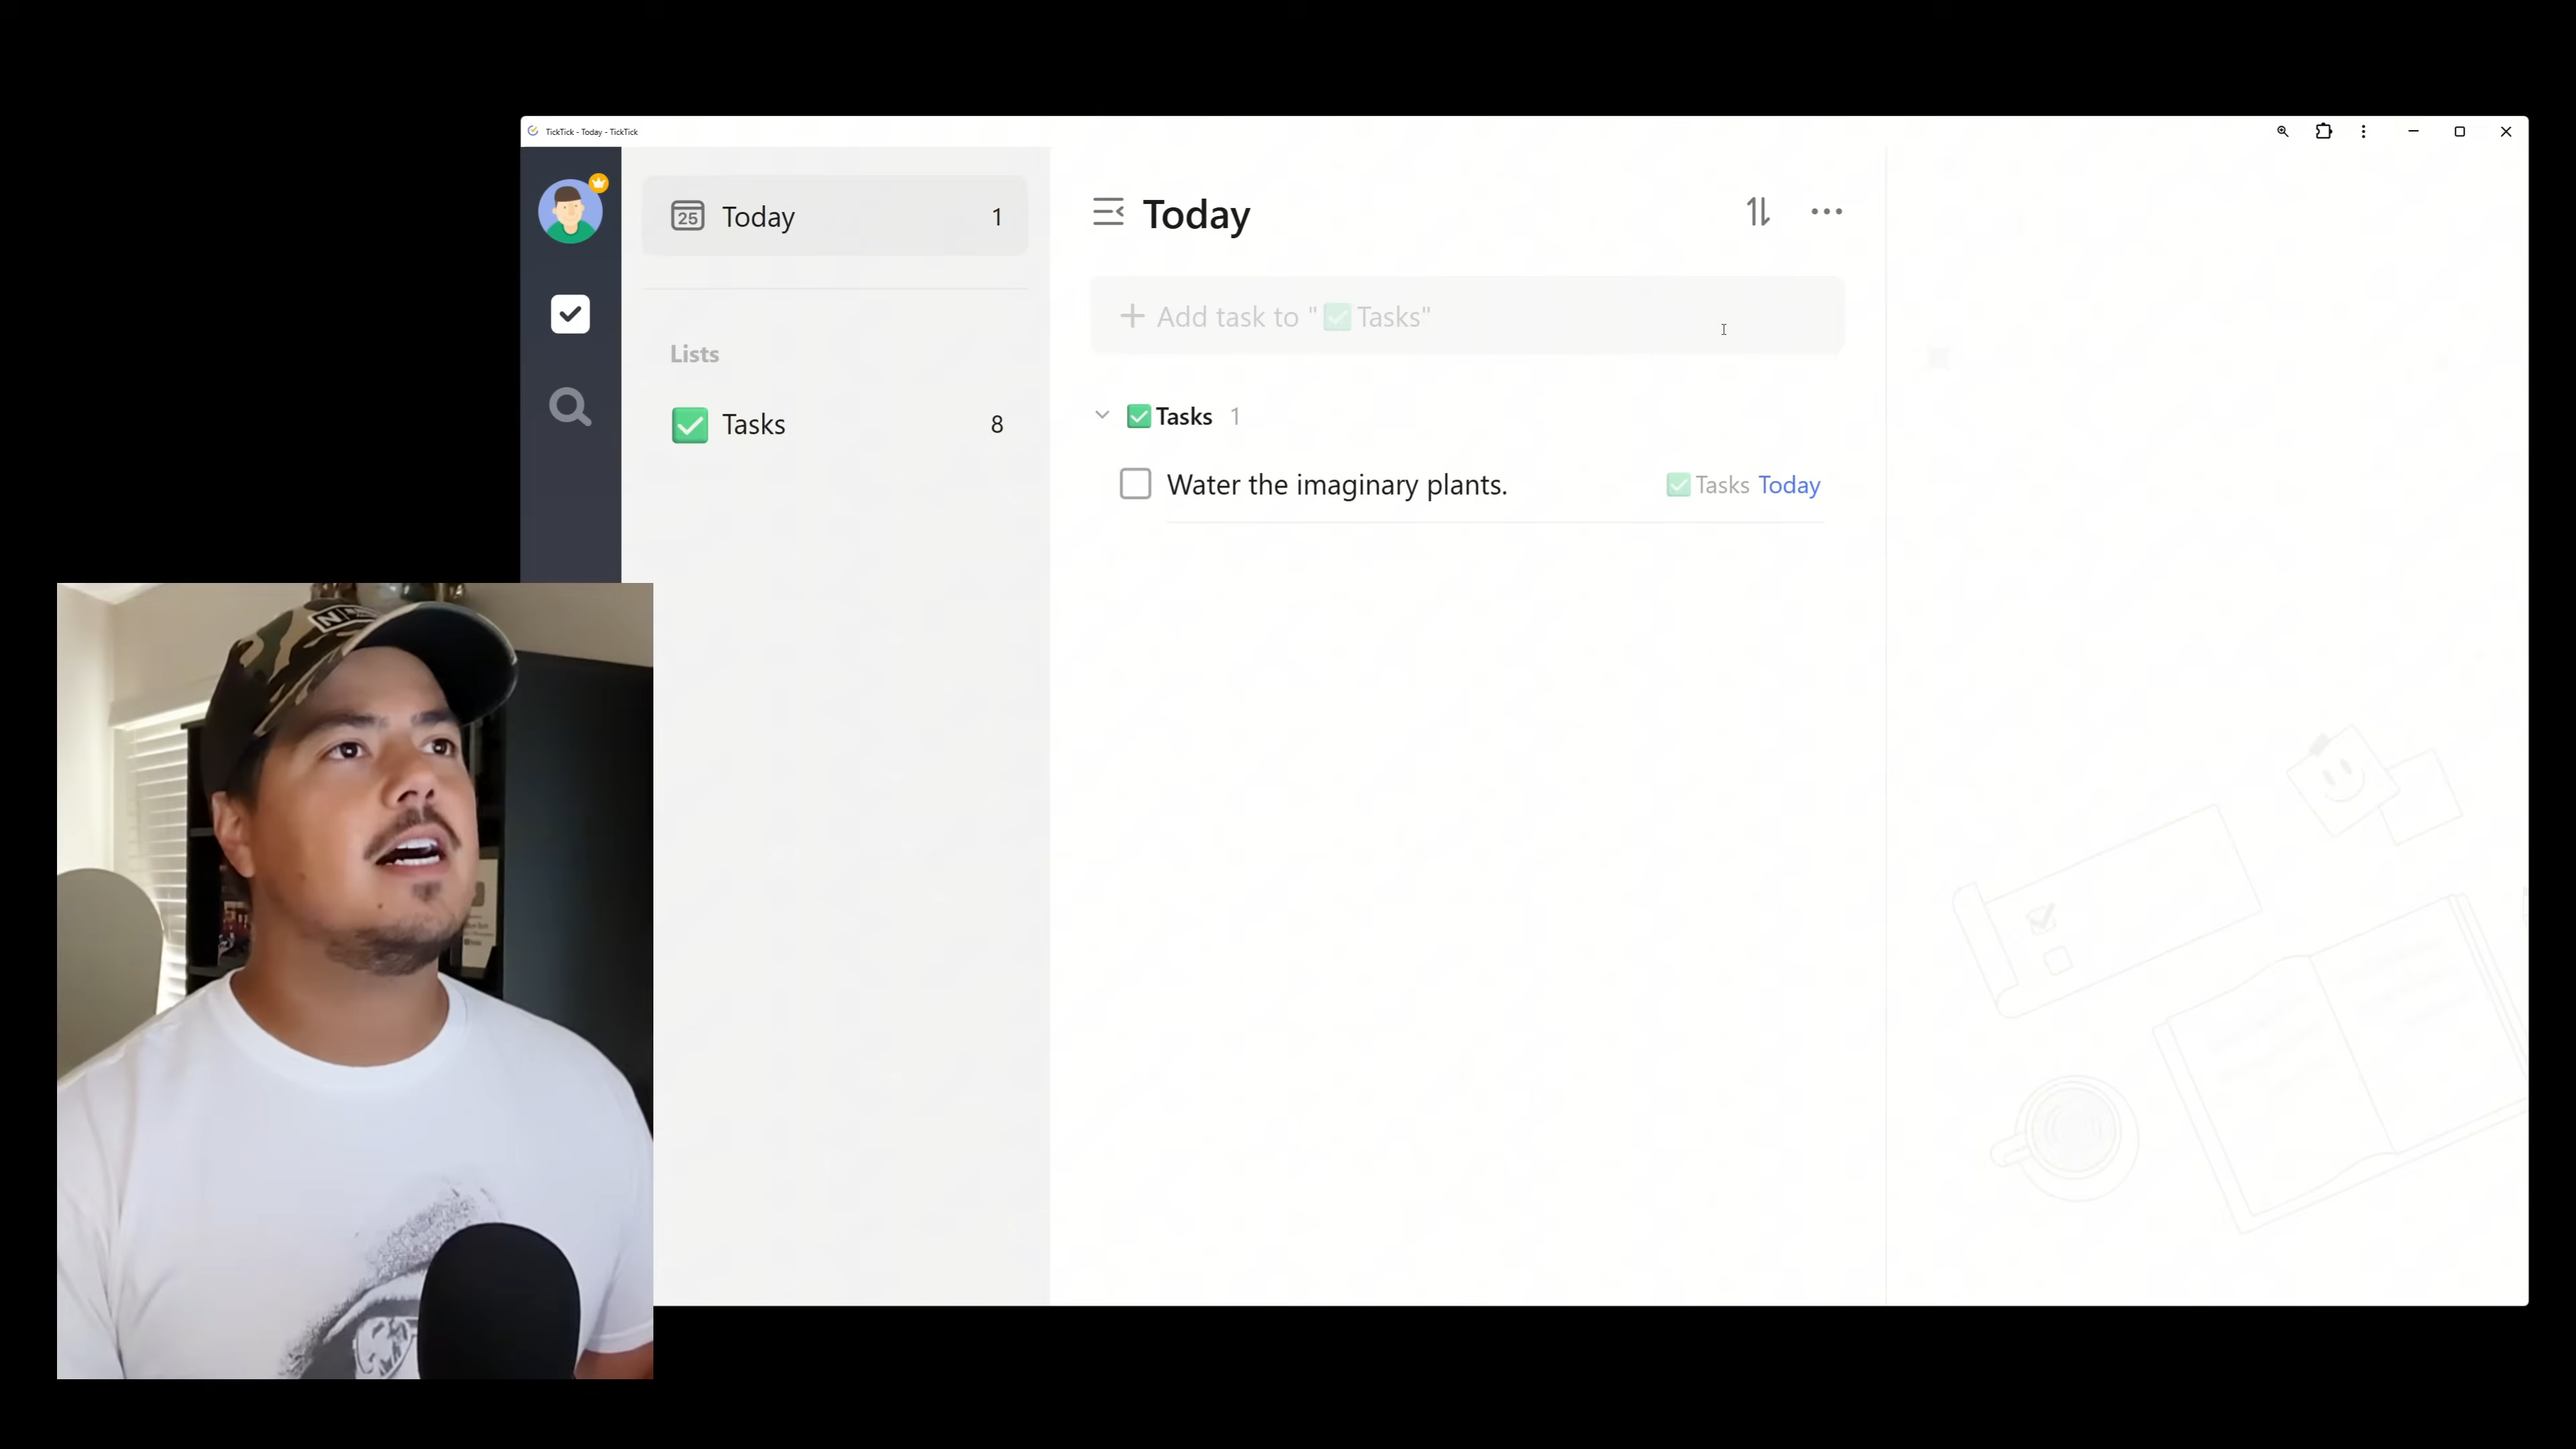 TickTick - Today - TickTick
25 Today 1
Lists
Tasks 8
Today
Add task to "✅Tasks"
Tasks 1
Water the imaginary plants. Tasks Today